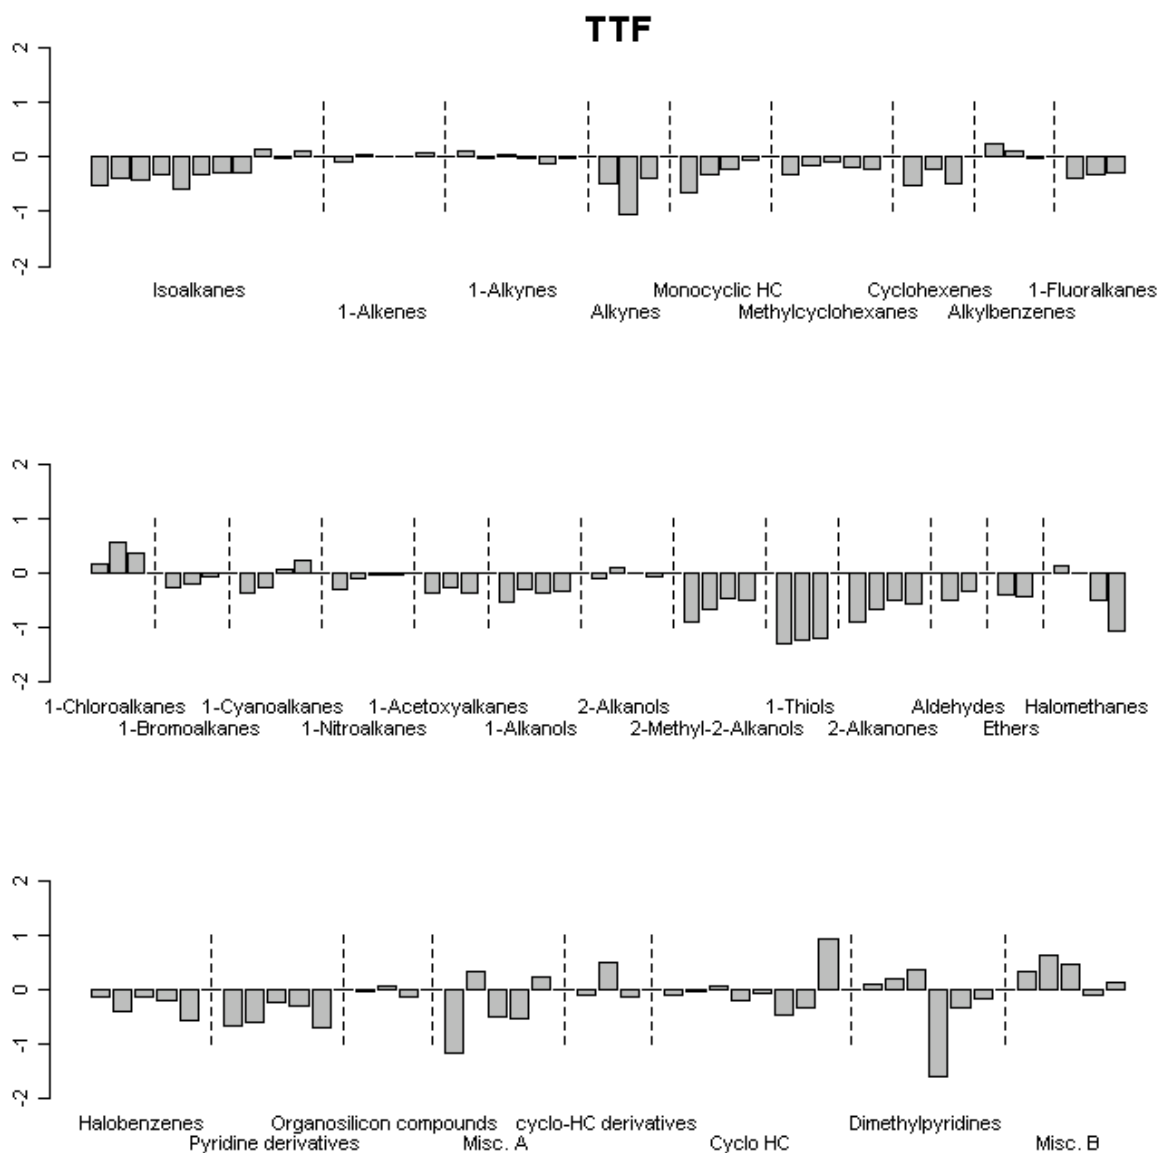 TTF
2
1
0
-1
-2
Isoalkanes 1-Alkynes Monocyclic HC Cyclohexenes 1-Fluoralkanes
1-Alkenes Alkynes Methylcyclohexanes Alkylbenzenes
2
1
0
-1
-2
1-Chloroalkanes 1-Cyanoalkanes 1-Acetoxyalkanes 2-Alkanols 1-Thiols Aldehydes Halomethanes
1-Bromoalkanes 1-Nitroalkanes 1-Alkanols 2-Methyl-2-Alkanols 2-Alkanones Ethers
2
1
0
-1
-2
Halobenzenes Organosilicon compounds cyclo-HC derivatives Dimethylpyridines
Pyridine derivatives Misc. A Cyclo HC Misc. B